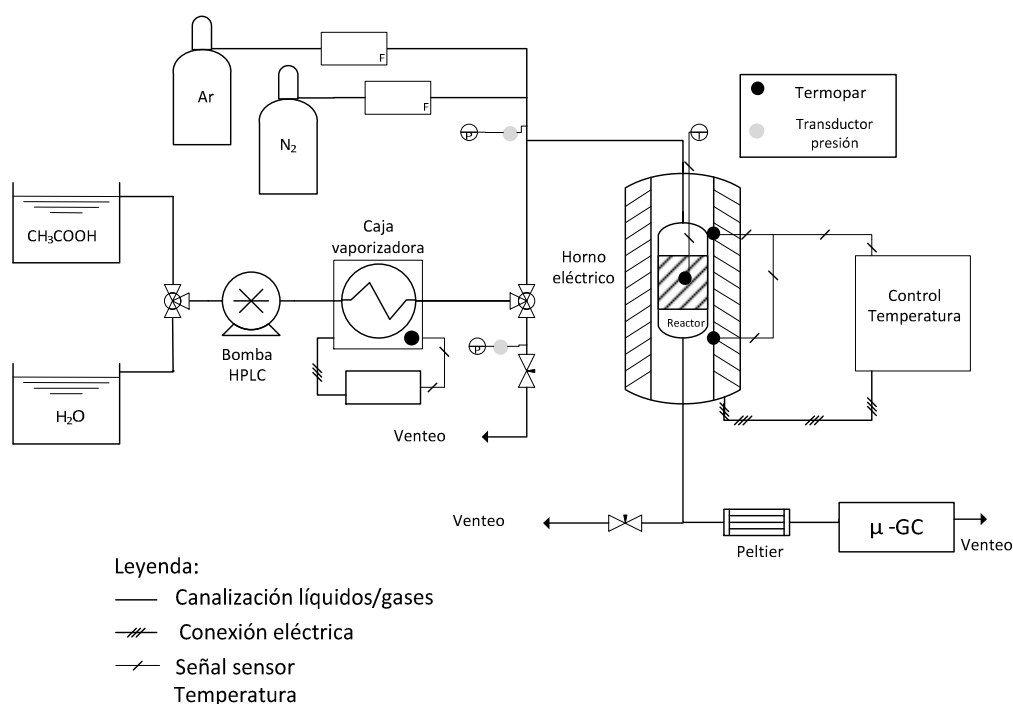 Ar
F
N₂
F
Termopar
Transductor
presión
P
T
CH₃COOH
Caja
vaporizadora
Horno
eléctrico
Reactor
Control
Temperatura
Bomba
HPLC
P
H₂O
Venteo
Venteo
Peltier
µ -GC
Venteo
Leyenda:
Canalización líquidos/gases
Conexión eléctrica
Señal sensor
Temperatura